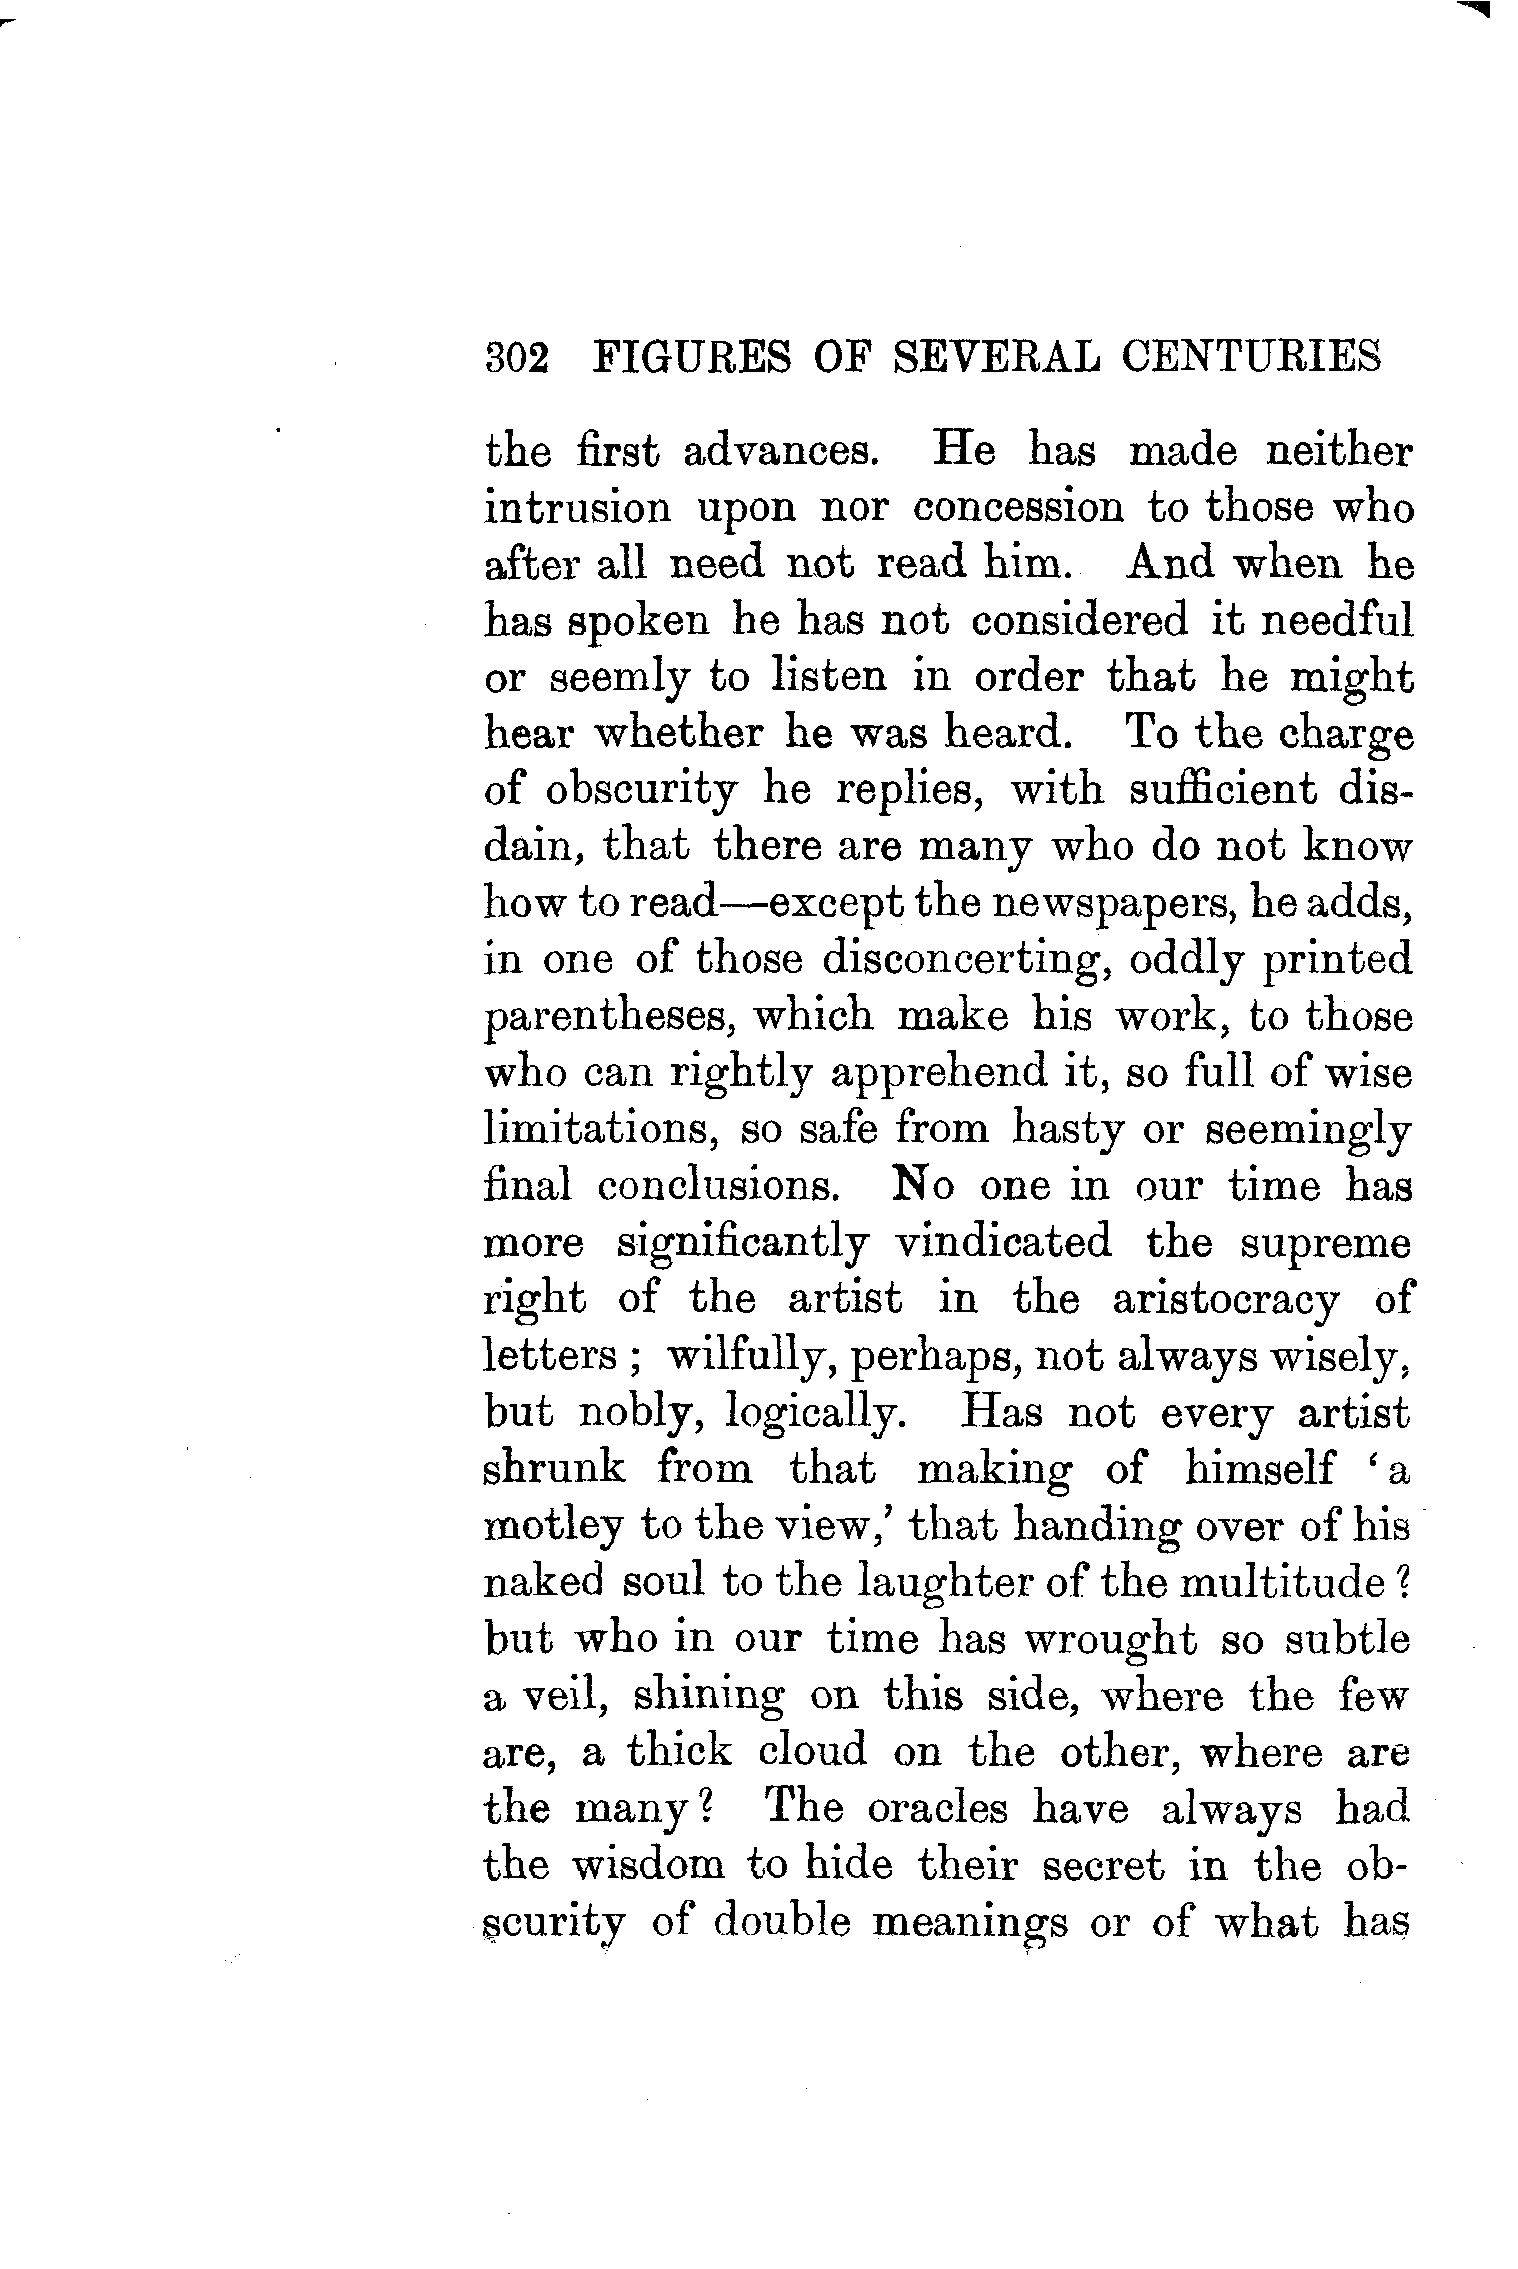 302 FIGURES OF SEVERAL CENTURIES
the first advances. He has made neither
intrusion upon nor concession to those who
after all need not read him. And when he
has spoken he has not considered it needful
or seemly to listen in order that he might
hear whether he was heard. To the charge
of obscurity he replies, with sufficient dis-
dain, that there are many who do not know
how to read—except the newspapers, he adds,
in one of those disconcerting, oddly printed
parentheses, which make his work, to those
who can rightly apprehend it, so full of wise
limitations, so safe from hasty or seemingly
final conclusions. No one in our time has
more significantly vindicated the supreme
right of the artist in the aristocracy of
letters ; wilfully, perhaps, not always wisely,
but nobly, logically. Has not every artist
shrunk from that making of himself ‘a
motley to the view,’ that handing over of his
naked soul to the laughter of the multitude ?
but who in our time has wrought so subtle
a veil, shining on this side, where the few
are, a thick cloud on the other, where are
the many ? The oracles have always had
the wisdom to hide their secret in the ob-
scurity of double meanings or of what has